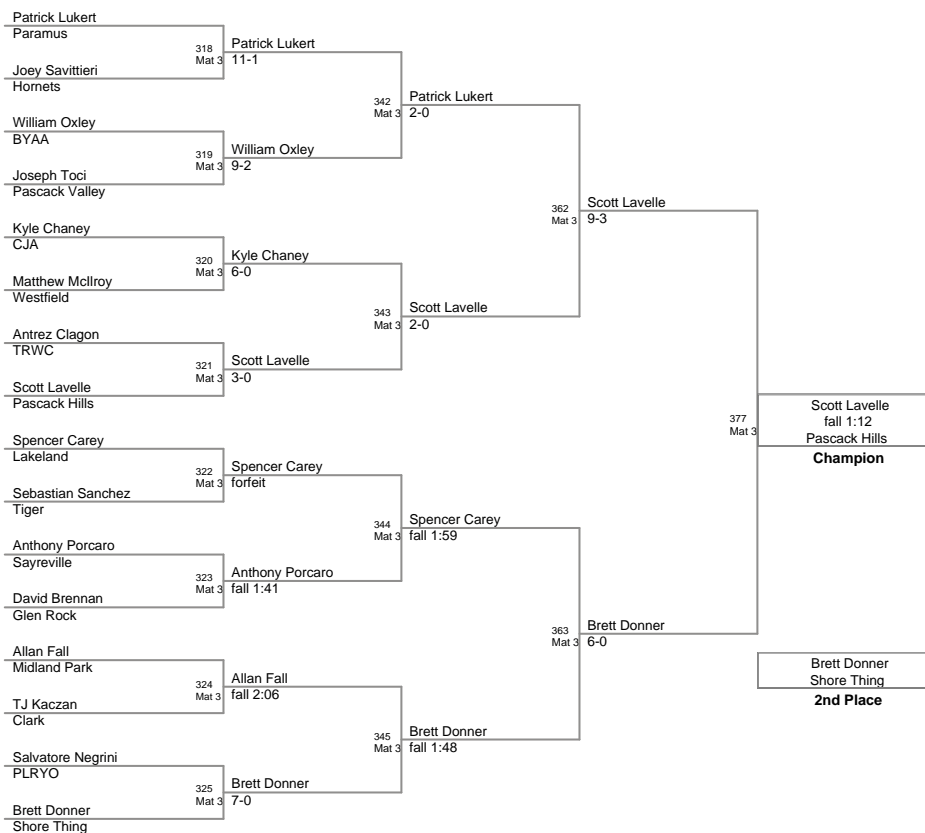 Patrick Lukert
Paramus
318
Mat 3
Patrick Lukert
11-1
Joey Savittieri
Hornets
342
Mat 3
Patrick Lukert
2-0
William Oxley
BYAA
319
Mat 3
William Oxley
9-2
Joseph Toci
Pascack Valley
362
Mat 3
Scott Lavelle
9-3
Kyle Chaney
CJA
320
Mat 3
Kyle Chaney
6-0
Matthew McIlroy
Westfield
343
Mat 3
Scott Lavelle
2-0
Antrez Clagon
TRWC
321
Mat 3
Scott Lavelle
3-0
Scott Lavelle
Pascack Hills
377
Mat 3
Scott Lavelle
fall 1:12
Pascack Hills
Champion
Spencer Carey
Lakeland
322
Mat 3
Spencer Carey
forfeit
Sebastian Sanchez
Tiger
344
Mat 3
Spencer Carey
fall 1:59
Anthony Porcaro
Sayreville
323
Mat 3
Anthony Porcaro
fall 1:41
David Brennan
Glen Rock
363
Mat 3
Brett Donner
6-0
Allan Fall
Midland Park
324
Mat 3
Allan Fall
fall 2:06
TJ Kaczan
Clark
345
Mat 3
Brett Donner
fall 1:48
Salvatore Negrini
PLRYO
325
Mat 3
Brett Donner
7-0
Brett Donner
Shore Thing
Brett Donner
Shore Thing
2nd Place